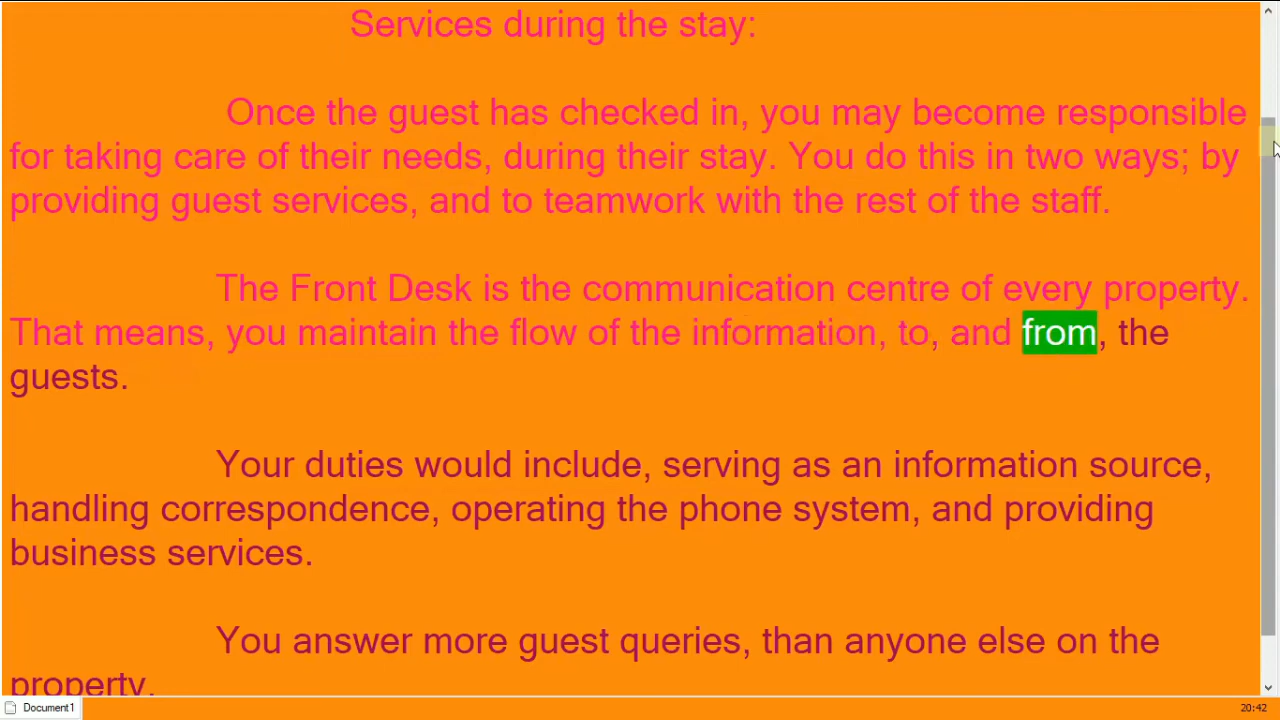 Services during the stay:
Once the guest has checked in, you may become responsible
for taking care of their needs, during their stay. You do this in two ways; by
providing guest services, and to teamwork with the rest of the staff.
The Front Desk is the communication centre of every property.
That means, you maintain the flow of the information, to, and from, the
guests.
Your duties would include, serving as an information source,
handling correspondence, operating the phone system, and providing
business services.
You answer more guest queries, than anyone else on the
property.
Document1
20:42